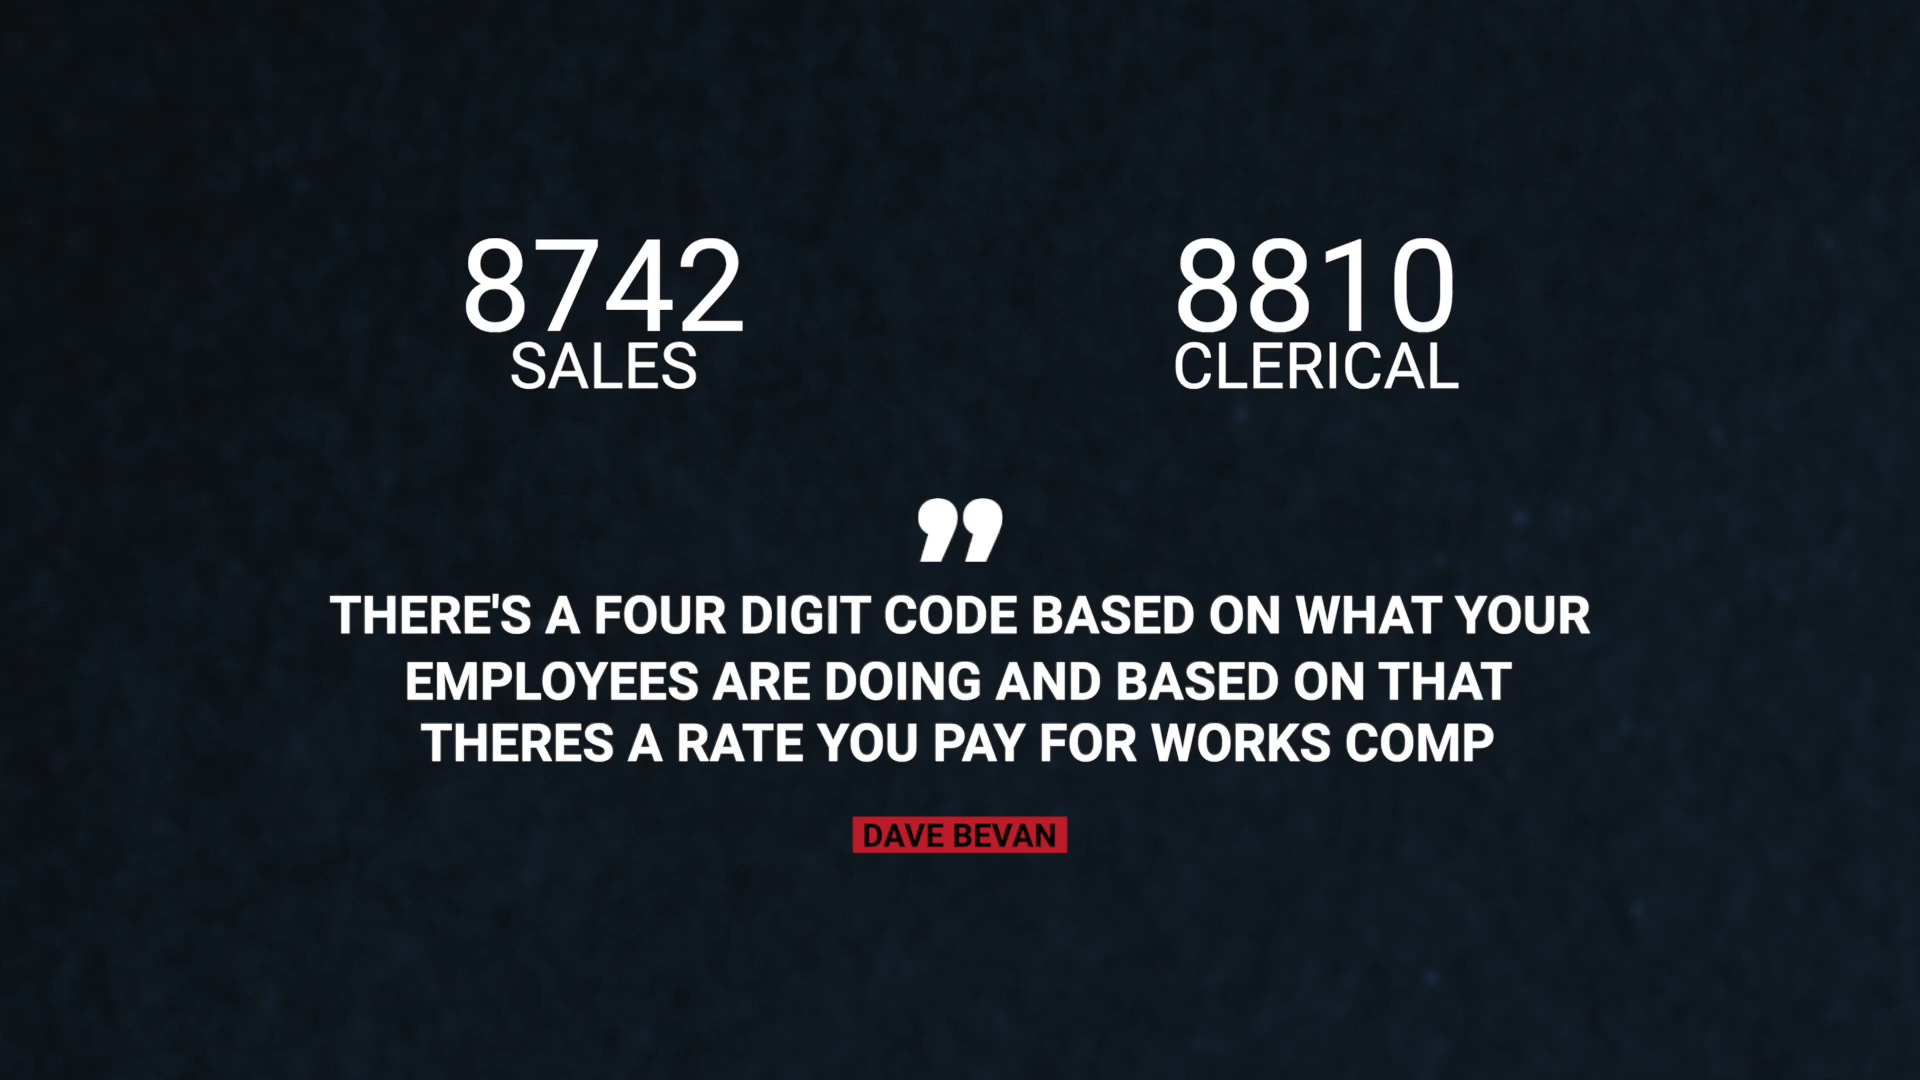 8742
SALES
8810
CLERICAL
”
THERE'S A FOUR DIGIT CODE BASED ON WHAT YOUR
EMPLOYEES ARE DOING AND BASED ON THAT
THERES A RATE YOU PAY FOR WORKS COMP
DAVE BEVAN